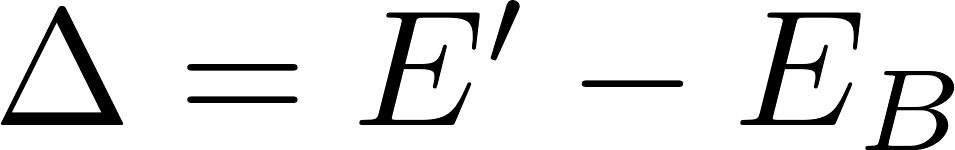 Δ = E′ − E_B